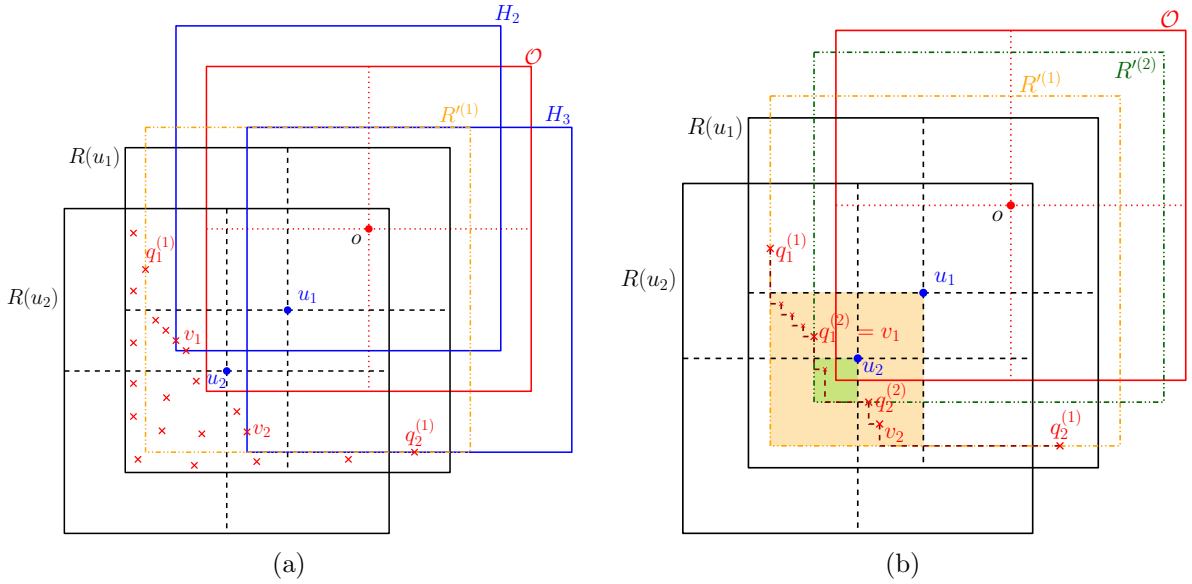 H₂
𝒪
R′⁽¹⁾
H₃
R(u₁)
o
q₁⁽¹⁾
u₁
R(u₂)
v₁
u₂
v₂
q₂⁽¹⁾
(a)
𝒪
R′⁽²⁾
R′⁽¹⁾
R(u₁)
o
q₁⁽¹⁾
u₁
R(u₂)
q₁⁽²⁾ = v₁
u₂
q₂⁽²⁾
v₂
q₂⁽¹⁾
(b)